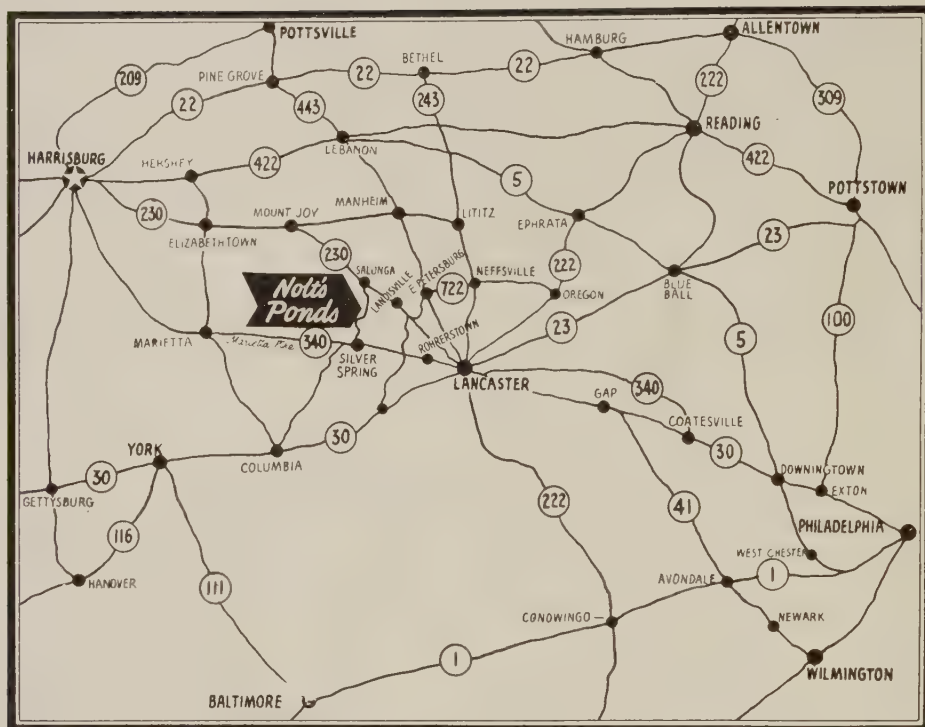 ALLENTOWN
POTTSVILLE
HAMBURG
BETHEL
209
PINE GROVE
22
22
222
22
443
243
309
READING
HARRISBURG
LEBANON
HERSHEY
422
422
5
POTTSTOWN
230
MOUNT JOY
MANHEIM
LITITZ
EPHRATA
23
ELIZABETHTOWN
230
SALUNGA
LANDISVILLE
E. PETERSBURG
722
NEFFSVILLE
222
OREGON
BLUE BALL
Nolt's
Ponds
23
100
MARIETTA
Marietta Pike
340
SILVER
SPRING
ROHRERSTOWN
LANCASTER
5
340
GAP
COATESVILLE
YORK
30
COLUMBIA
30
30
DOWNINGTOWN
EXTON
GETTYSBURG
222
41
PHILADELPHIA
116
WEST CHESTER
HANOVER
111
AVONDALE
1
CONOWINGO
NEWARK
1
WILMINGTON
BALTIMORE